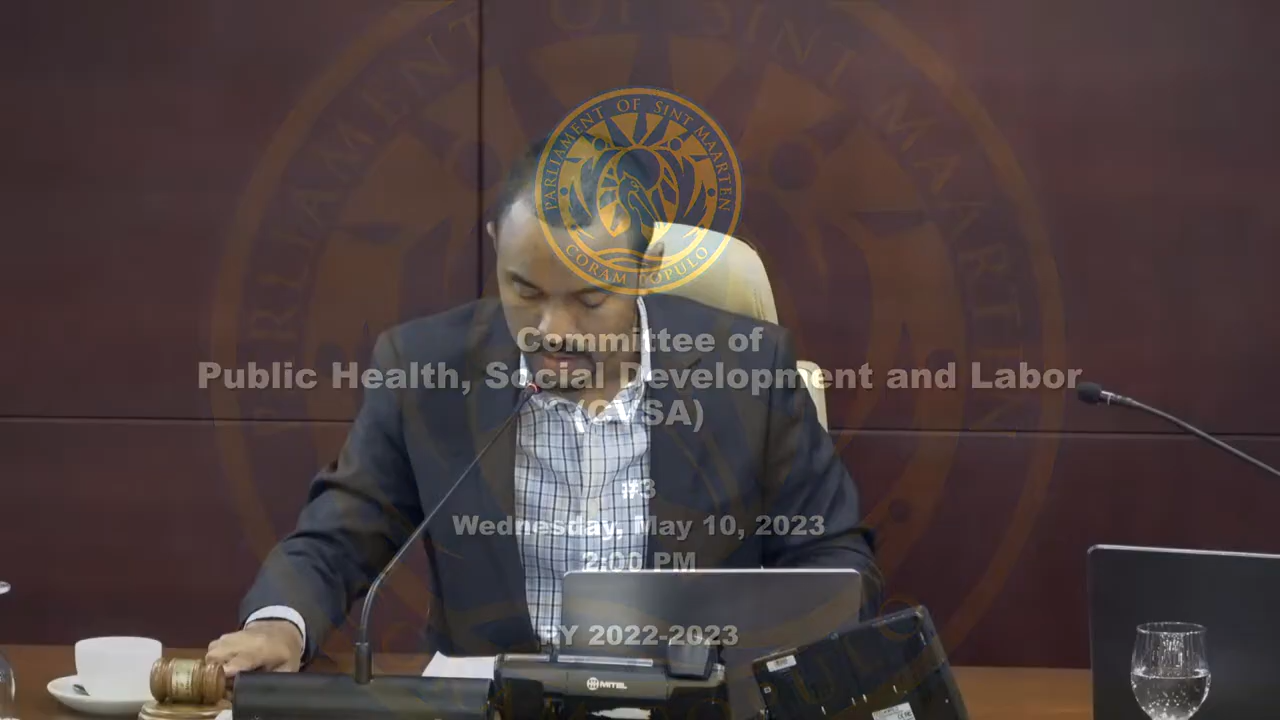 PARLIAMENT OF SINT MAARTEN
CORAM POPULO
Committee of
Public Health, Social Development and Labor
(CVSA)
#3
Wednesday, May 10, 2023
2:00 PM
PY 2022-2023
MITEL